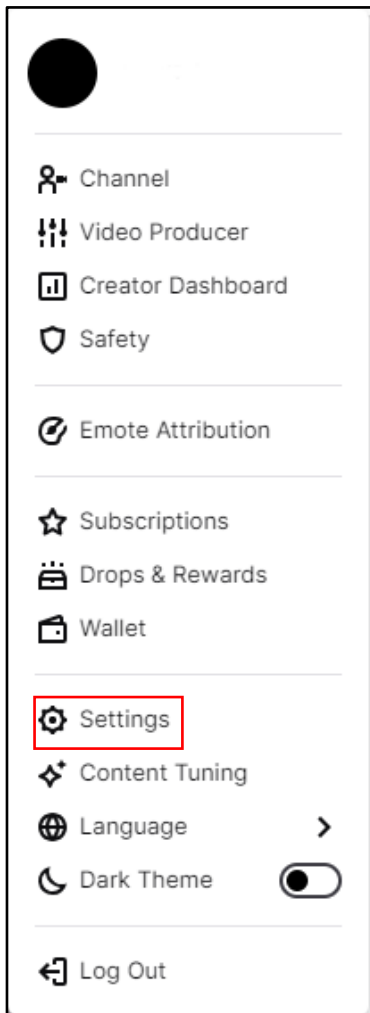 Channel
Video Producer
Creator Dashboard
Safety
Emote Attribution
Subscriptions
Drops & Rewards
Wallet
Settings
Content Tuning
Language
Dark Theme
Log Out